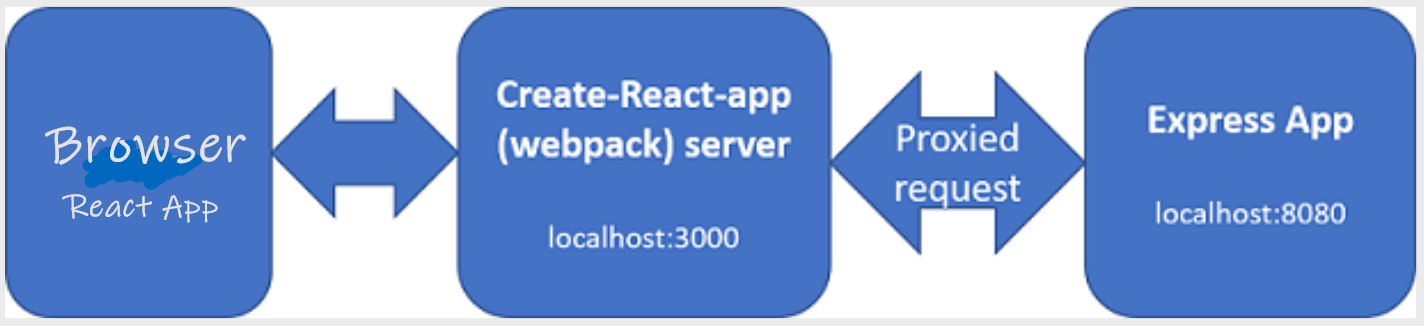 Browser
React App
Create-React-app
(webpack) server
localhost:3000
Proxied
request
Express App
localhost:8080